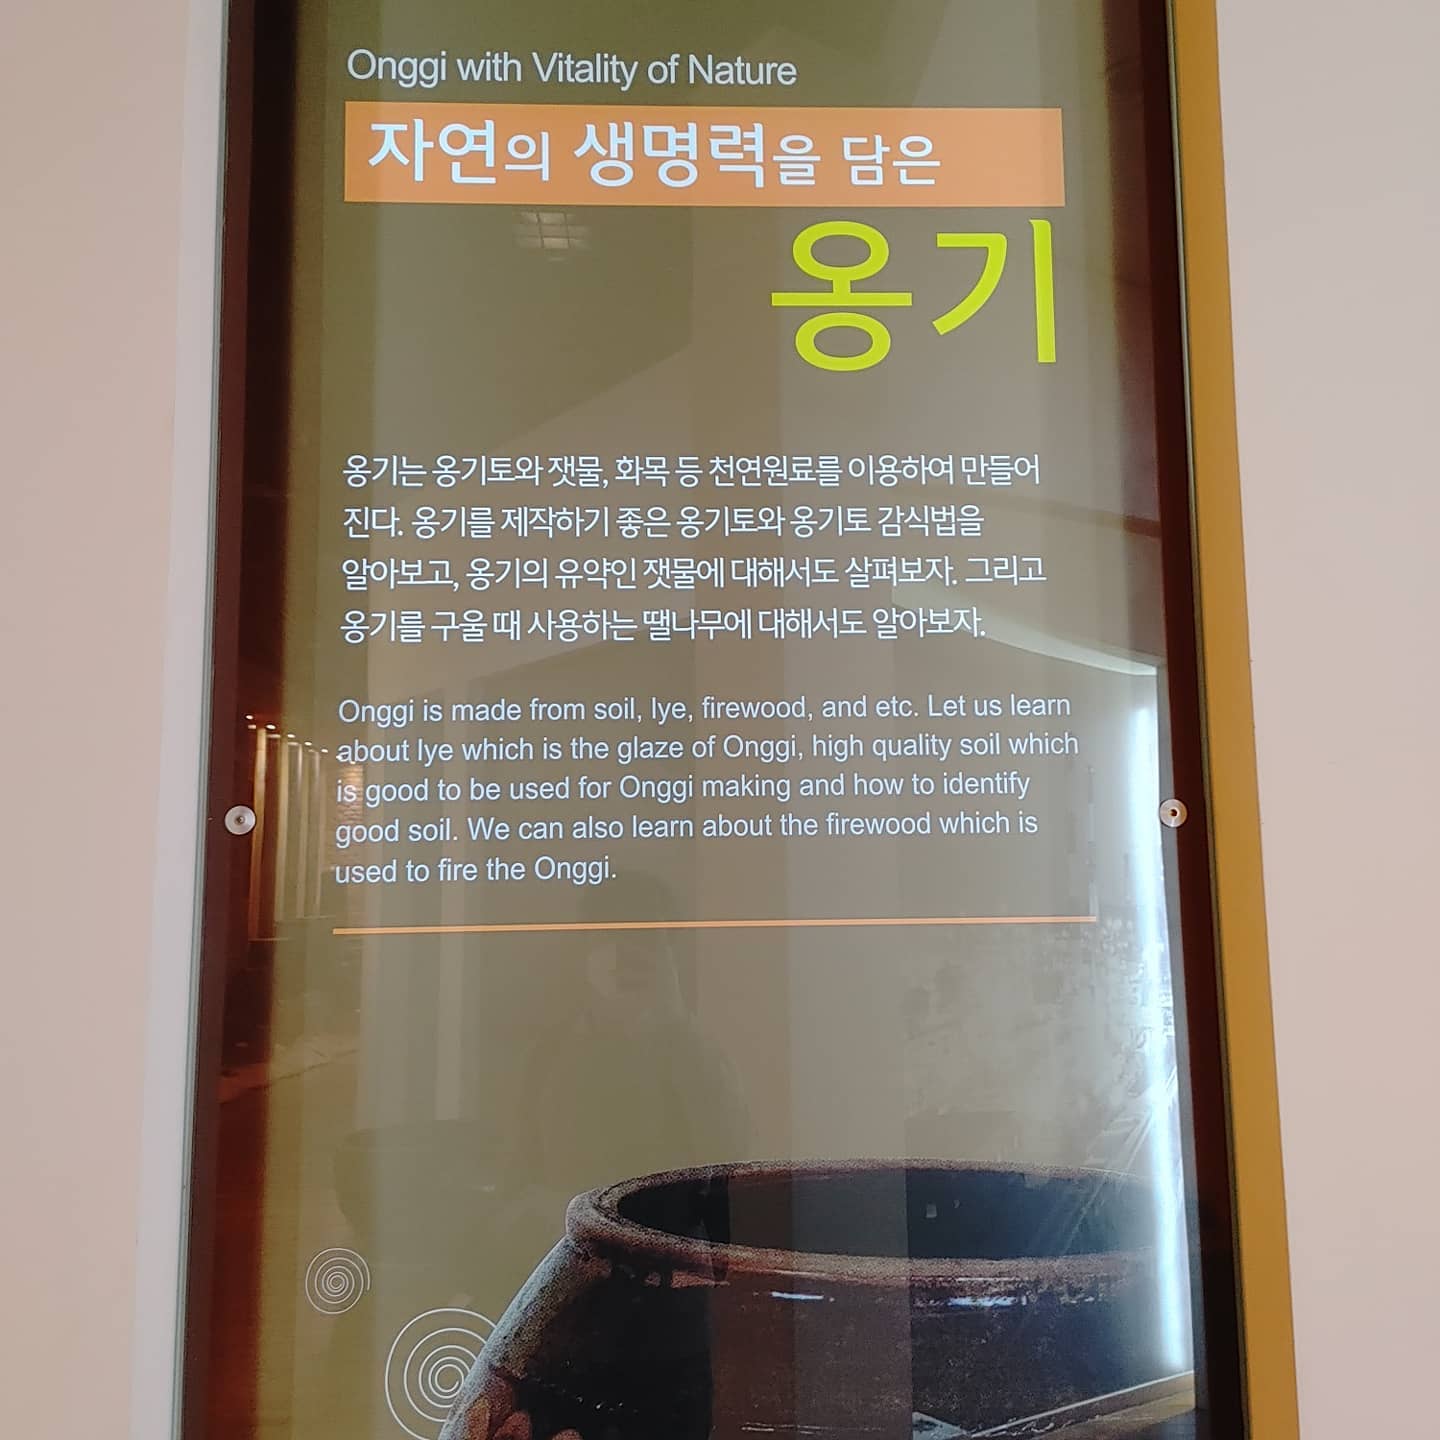 Onggi with Vitality of Nature
자연의 생명력을 담은
옹기
옹기는 옹기토와 잿물, 화목 등 천연원료를 이용하여 만들어
진다. 옹기를 제작하기 좋은 옹기토와 옹기토 감식법을
알아보고, 옹기의 유약인 잿물에 대해서도 살펴보자. 그리고
옹기를 구울 때 사용하는 땔나무에 대해서도 알아보자.
Onggi is made from soil, lye, firewood, and etc. Let us learn
about lye which is the glaze of Onggi, high quality soil which
is good to be used for Onggi making and how to identify
good soil. We can also learn about the firewood which is
used to fire the Onggi.